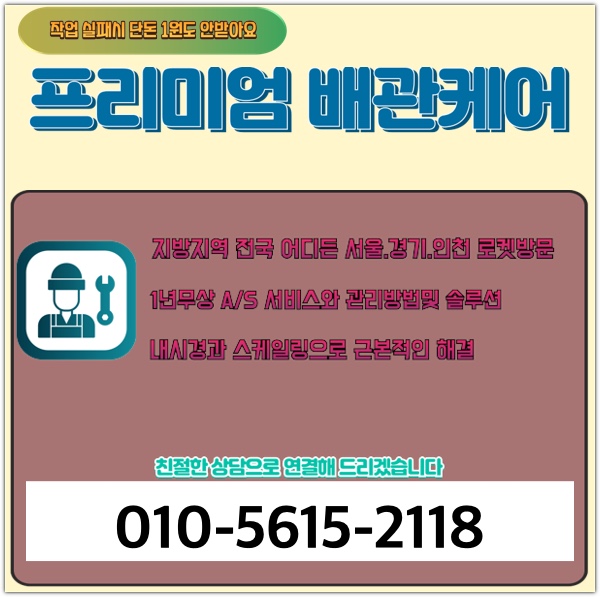 작업 실패시 단돈 1원도 안받아요
프리미엄 배관케어
지방지역 전국 어디든 서울.경기.인천 로켓방문
1년무상 A/S 서비스와 관리방법및 솔루션
내시경과 스케일링으로 근본적인 해결
친절한 상담으로 연결해 드리겠습니다
010-5615-2118